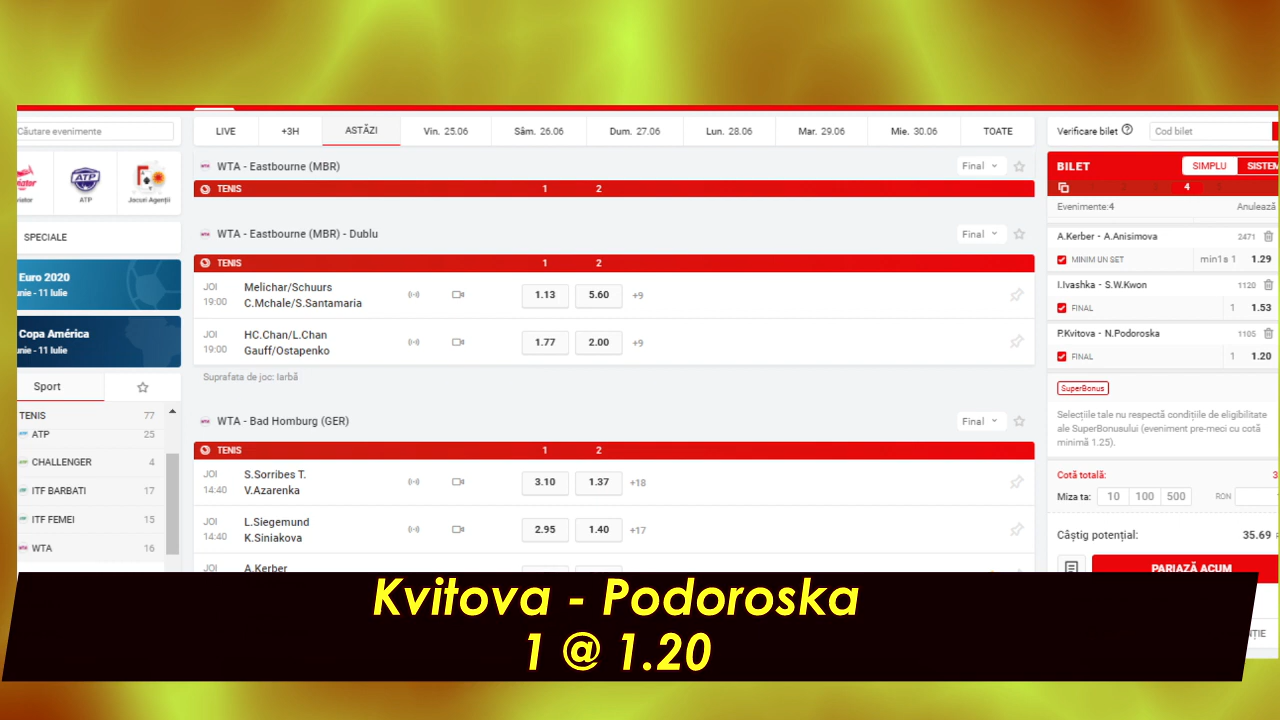 LIVE +3H ASTĂZI Vin. 25.06 Sâm. 26.06 Dum. 27.06 Lun. 28.06 Mar. 29.06 Mie. 30.06 TOATE
Căutare evenimente
ATP
Jocuri Agenții
SPECIALE
Euro 2020
11 Iulie
Copa América
11 Iulie
Sport
TENIS 77
ATP 25
CHALLENGER 4
ITF BARBATI 17
ITF FEMEI 15
WTA 16
WTA - Eastbourne (MBR) Final
TENIS 1 2
WTA - Eastbourne (MBR) - Dublu Final
TENIS 1 2
JOI Melichar/Schuurs
19:00 C.Mchale/S.Santamaria 1.13 5.60 +9
JOI HC.Chan/L.Chan
19:00 Gauff/Ostapenko 1.77 2.00 +9
Suprafata de joc: Iarbă
WTA - Bad Homburg (GER) Final
TENIS 1 2
JOI S.Sorribes T.
14:40 V.Azarenka 3.10 1.37 +18
JOI L.Siegemund
14:40 K.Siniakova 2.95 1.40 +17
JOI A.Kerber
Verificare bilet Cod bilet
BILET SIMPLU SISTEM
4
Evenimente:4 Anulează
A.Kerber - A.Anisimova 2471
MINIM UN SET min1s 1 1.29
I.Ivashka - S.W.Kwon 1120
FINAL 1 1.53
P.Kvitova - N.Podoroska 1105
FINAL 1 1.20
SuperBonus
Selecțiile tale nu respectă condițiile de eligibilitate
ale SuperBonusului (eveniment pre-meci cu cotă
minimă 1.25).
Cotă totală: 3
Miza ta: 10 100 500 RON
Câștig potențial: 35.69
PARIAZĂ ACUM
Kvitova - Podoroska
1 @ 1.20